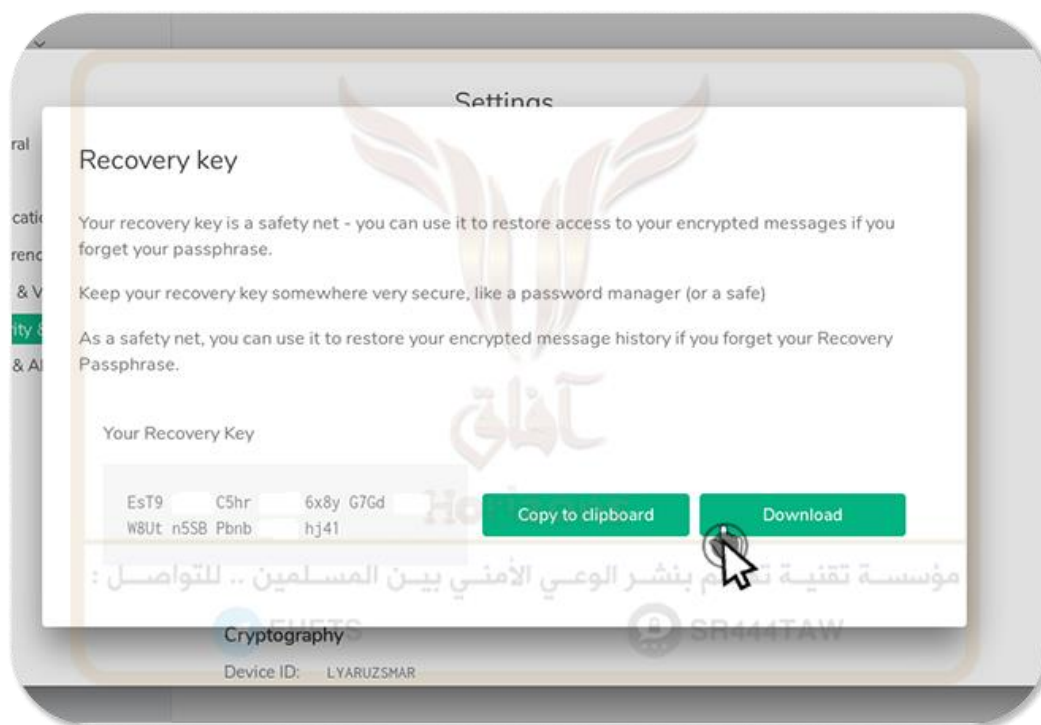 Settings
ral
Recovery key
Your recovery key is a safety net - you can use it to restore access to your encrypted messages if you
forget your passphrase.
Keep your recovery key somewhere very secure, like a password manager (or a safe)
& V
As a safety net, you can use it to restore your encrypted message history if you forget your Recovery
Passphrase.
& Al
آفاق
Your Recovery Key
EsT9 C5hr 6x8y G7Gd
W8Ut n5SB Pbnb hj41
Copy to clipboard
Download
مؤسسة تقنية بنشر الوعي الأمني بين المسلمين .. للتواصل :
SR444TAW
Cryptography
Device ID: LYARUZSMAR